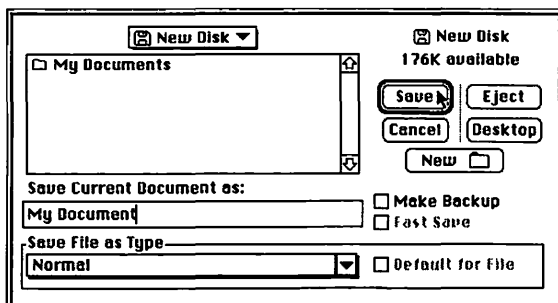 New Disk
New Disk
176K available
My Documents
Save
Eject
Cancel
Desktop
New
Save Current Document as:
My Document
Make Backup
Fast Save
Save File as Type
Normal
Default for File